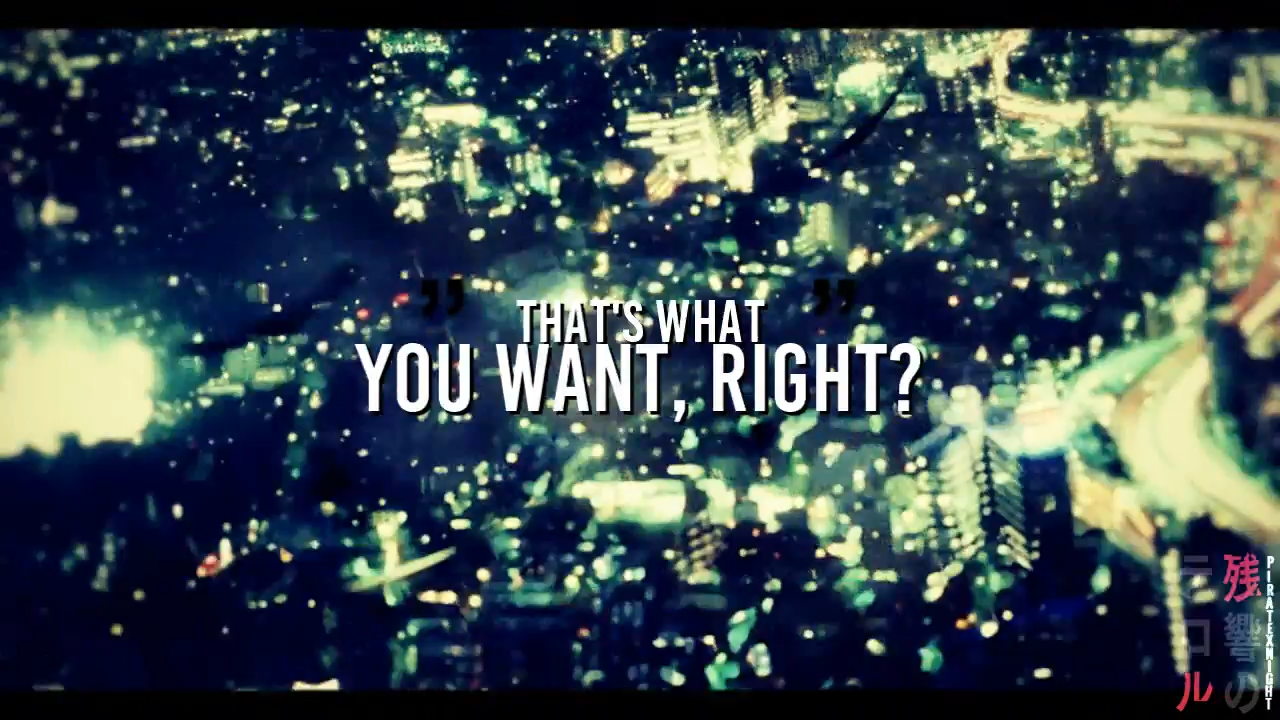 ” THAT'S WHAT ”
YOU WANT, RIGHT?
残響の
テロル
PIRATEXNIGHT